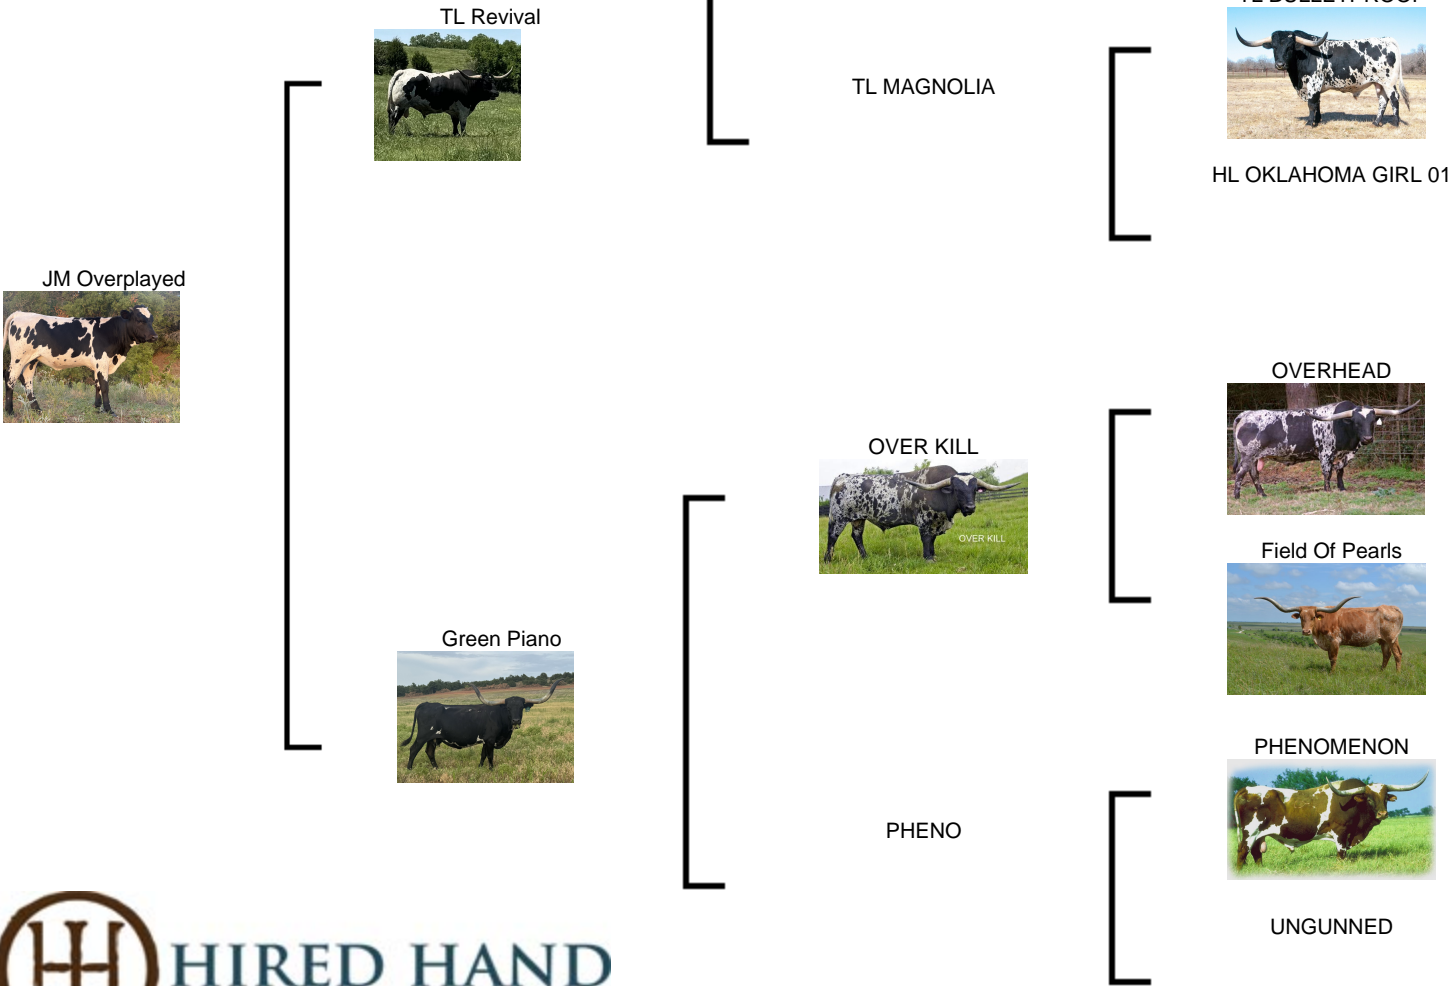 TL Revival
TL MAGNOLIA
HL OKLAHOMA GIRL 01
JM Overplayed
OVERHEAD
OVER KILL
OVER KILL
Field Of Pearls
Green Piano
PHENOMENON
PHENO
UNGUNNED
HIRED HAND